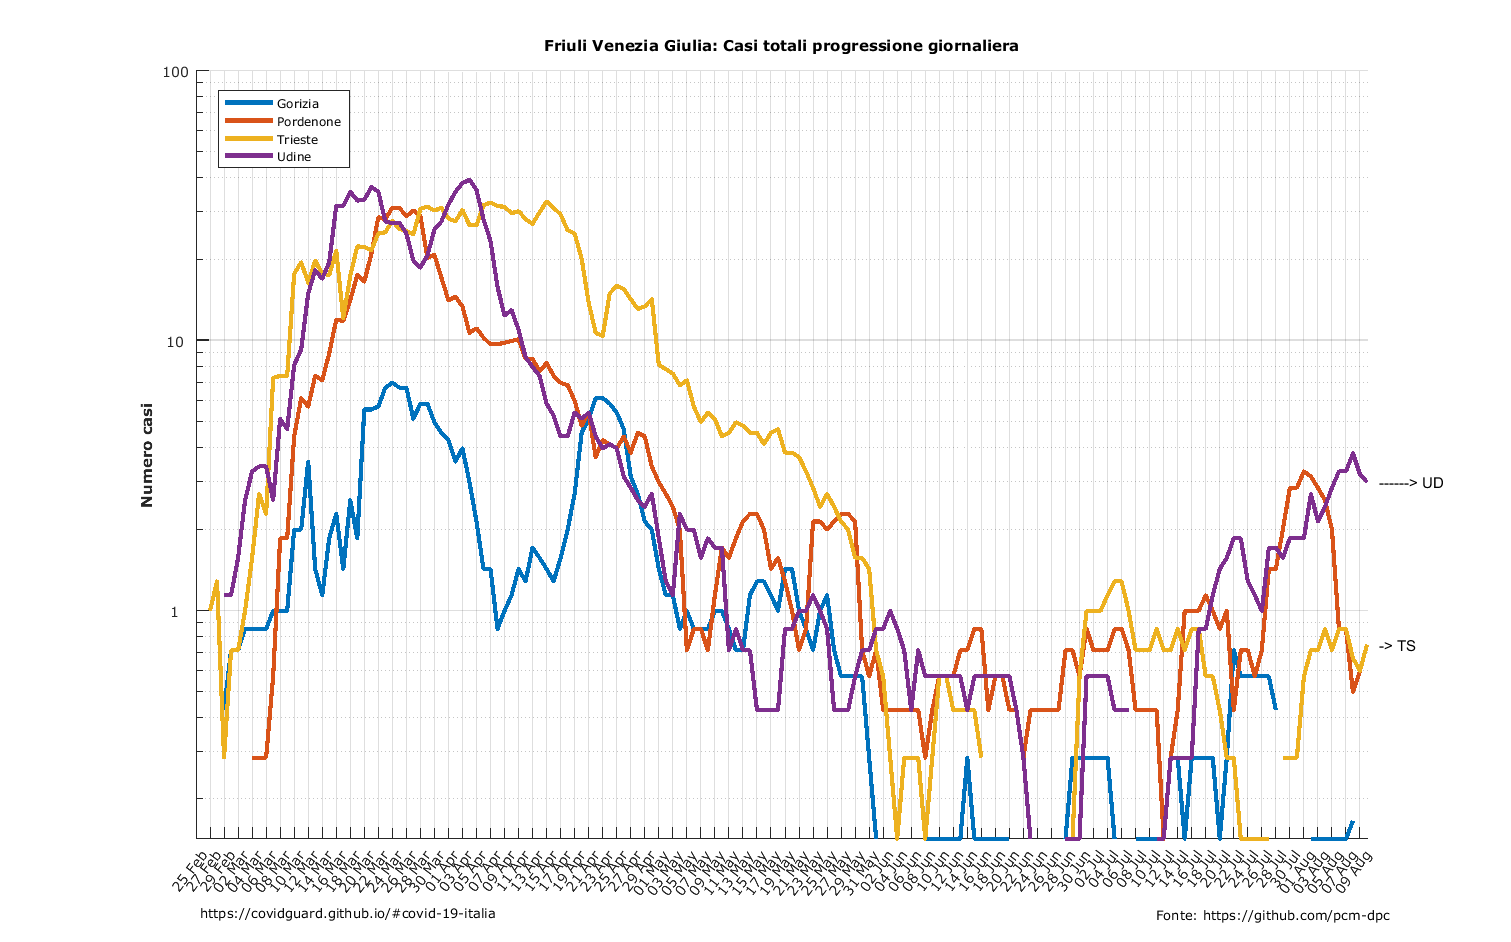 Friuli Venezia Giulia: Casi totali progressione giornaliera
100
Gorizia
Pordenone
Trieste
Udine
10
Numero casi
1
------> UD
-> TS
25 Feb
27 Feb
29 Feb
02 Mar
04 Mar
06 Mar
08 Mar
10 Mar
12 Mar
14 Mar
16 Mar
18 Mar
20 Mar
22 Mar
24 Mar
26 Mar
28 Mar
30 Mar
01 Apr
03 Apr
05 Apr
07 Apr
09 Apr
11 Apr
13 Apr
15 Apr
17 Apr
19 Apr
21 Apr
23 Apr
25 Apr
27 Apr
29 Apr
01 May
03 May
05 May
07 May
09 May
11 May
13 May
15 May
17 May
19 May
21 May
23 May
25 May
27 May
29 May
31 May
02 Jun
04 Jun
06 Jun
08 Jun
10 Jun
12 Jun
14 Jun
16 Jun
18 Jun
20 Jun
22 Jun
24 Jun
26 Jun
28 Jun
30 Jun
02 Jul
04 Jul
06 Jul
08 Jul
10 Jul
12 Jul
14 Jul
16 Jul
18 Jul
20 Jul
22 Jul
24 Jul
26 Jul
28 Jul
30 Jul
01 Aug
03 Aug
05 Aug
07 Aug
09 Aug
https://covidguard.github.io/#covid-19-italia
Fonte: https://github.com/pcm-dpc